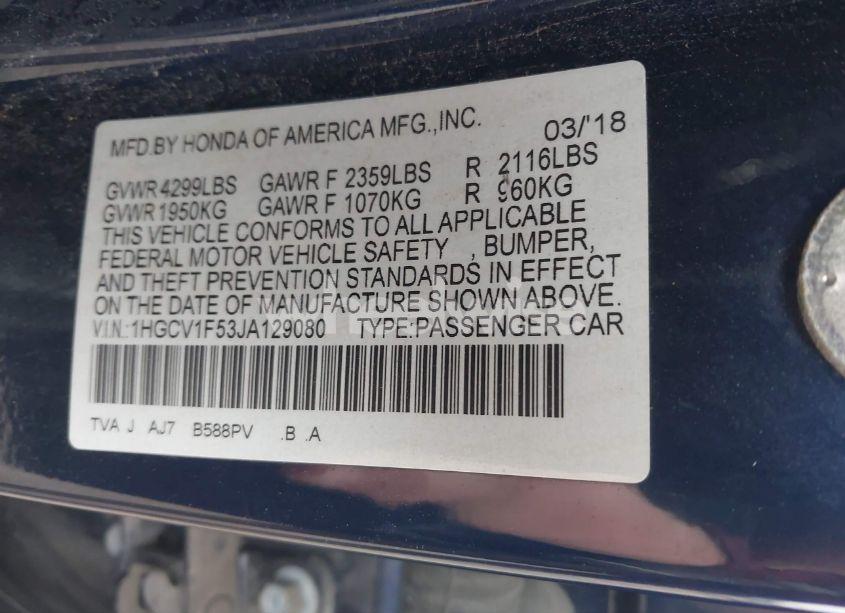 MFD.BY HONDA OF AMERICA MFG.,INC. 03/'18
GVWR 4299LBS GAWR F 2359LBS R 2116LBS
GVWR 1950KG GAWR F 1070KG R 960KG
THIS VEHICLE CONFORMS TO ALL APPLICABLE
FEDERAL MOTOR VEHICLE SAFETY , BUMPER,
AND THEFT PREVENTION STANDARDS IN EFFECT
ON THE DATE OF MANUFACTURE SHOWN ABOVE.
V.I.N.:1HGCV1F53JA129080 TYPE:PASSENGER CAR
TVA J AJ7 B588PV .B .A